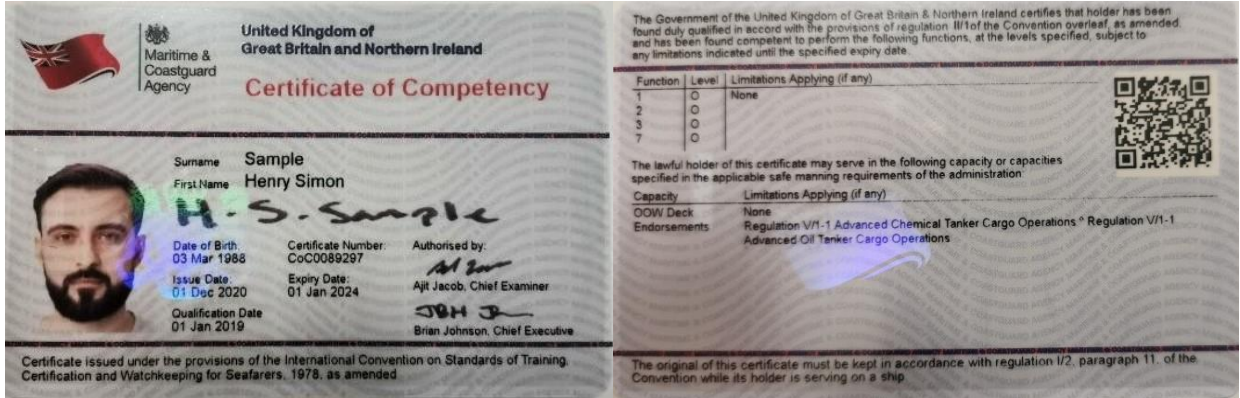 Maritime &
Coastguard
Agency
United Kingdom of
Great Britain and Northern Ireland
Certificate of Competency
Surname Sample
First Name Henry Simon
H. S. Sample
Date of Birth: Certificate Number: Authorised by:
03 Mar 1988 CoC0089297
Issue Date: Expiry Date: Ajit Jacob, Chief Examiner
01 Dec 2020 01 Jan 2024
Qualification Date
01 Jan 2019 Brian Johnson, Chief Executive
Certificate issued under the provisions of the International Convention on Standards of Training,
Certification and Watchkeeping for Seafarers, 1978, as amended
The Government of the United Kingdom of Great Britain & Northern Ireland certifies that holder has been
found duly qualified in accord with the provisions of regulation II/1of the Convention overleaf, as amended,
and has been found competent to perform the following functions, at the levels specified, subject to
any limitations indicated until the specified expiry date.
Function Level Limitations Applying (if any)
1 O None
2 O
3 O
7 O
The lawful holder of this certificate may serve in the following capacity or capacities
specified in the applicable safe manning requirements of the administration:
Capacity Limitations Applying (if any)
OOW Deck None
Endorsements Regulation V/1-1 Advanced Chemical Tanker Cargo Operations * Regulation V/1-1
Advanced Oil Tanker Cargo Operations
The original of this certificate must be kept in accordance with regulation I/2, paragraph 11, of the
Convention while its holder is serving on a ship